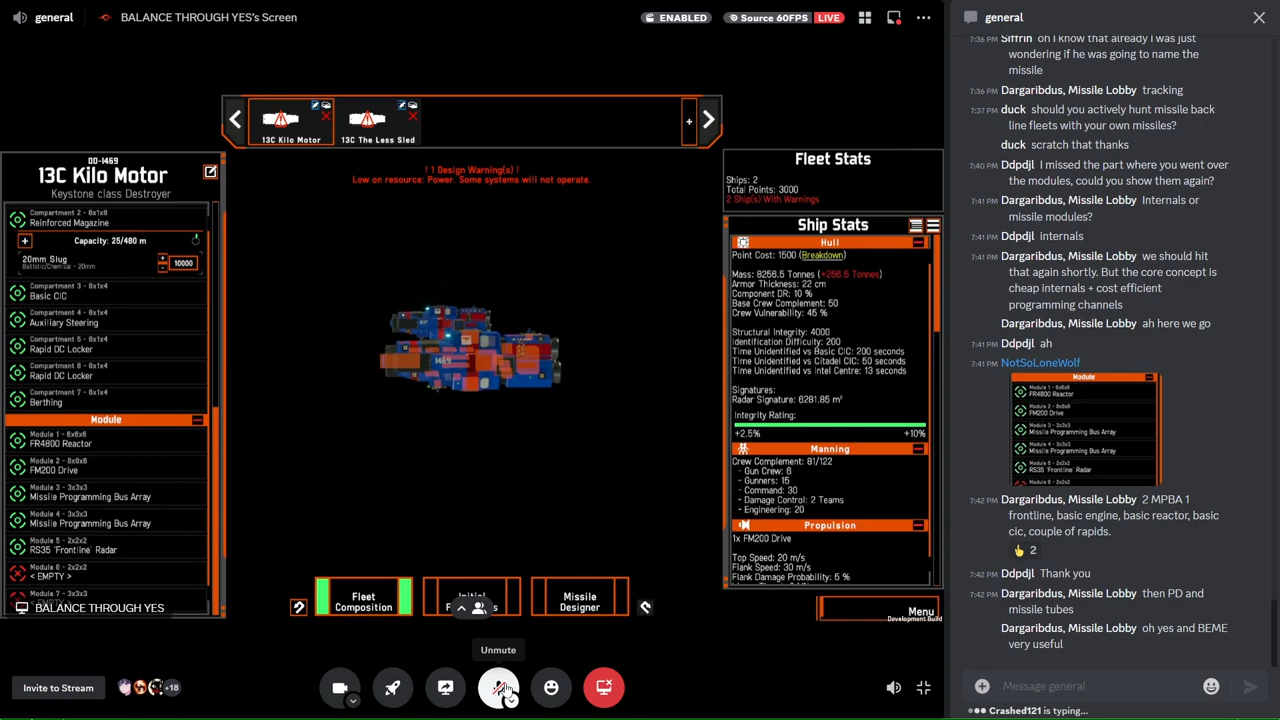 general
BALANCE THROUGH YES's Screen
ENABLED
Source 60FPS
LIVE
13C Kilo Motor
13C The Less Sled
+
! 1 Design Warning(s) !
Low on resource: Power. Some systems will not operate.
DD-1469
13C Kilo Motor
Keystone class Destroyer
Compartment 2 - 8x1x8
Reinforced Magazine
+ Capacity: 25/480 m
20mm Slug
Ballistic/Chemical - 20mm
10000
Compartment 3 - 8x1x4
Basic CIC
Compartment 4 - 8x1x4
Auxiliary Steering
Compartment 5 - 8x1x4
Rapid DC Locker
Compartment 6 - 8x1x4
Rapid DC Locker
Compartment 7 - 8x1x4
Berthing
Module
Module 1 - 6x6x6
FR4800 Reactor
Module 2 - 8x8x6
FM200 Drive
Module 3 - 3x3x3
Missile Programming Bus Array
Module 4 - 3x3x3
Missile Programming Bus Array
Module 5 - 2x2x2
RS35 'Frontline' Radar
Module 6 - 2x2x2
< EMPTY >
Module 7 - 3x3x3
BALANCE THROUGH YES
1469
Fleet Stats
Ships: 2
Total Points: 3000
2 Ship(s) With Warnings
Ship Stats
Hull
Point Cost: 1500 (Breakdown)
Mass: 8256.5 Tonnes (+256.5 Tonnes)
Armor Thickness: 22 cm
Component DR: 10 %
Base Crew Complement: 50
Crew Vulnerability: 45 %
Structural Integrity: 4000
Identification Difficulty: 200
Time Unidentified vs Basic CIC: 200 seconds
Time Unidentified vs Citadel CIC: 50 seconds
Time Unidentified vs Intel Centre: 13 seconds
Signatures:
Radar Signature: 6281.85 m²
Integrity Rating:
+2.5% +10%
Manning
Crew Complement: 81/122
- Gun Crew: 6
- Gunners: 15
- Command: 30
- Damage Control: 2 Teams
- Engineering: 20
Propulsion
1x FM200 Drive
Top Speed: 20 m/s
Flank Speed: 30 m/s
Flank Damage Probability: 5 %
Fleet
Composition
Initial
Missile
Designer
Menu
Development Build
Unmute
Invite to Stream
+18
general
7:36 PM Siffrin oh I know that already I was just
wondering if he was going to name the
missile
7:36 PM Dargaribdus, Missile Lobby tracking
7:37 PM duck should you actively hunt missile back
line fleets with your own missiles?
duck scratch that thanks
7:40 PM Ddpdjl I missed the part where you went over
the modules, could you show them again?
7:41 PM Dargaribdus, Missile Lobby Internals or
missile modules?
7:41 PM Ddpdjl internals
7:41 PM Dargaribdus, Missile Lobby we should hit
that again shortly. But the core concept is
cheap internals + cost efficient
programming channels
Dargaribdus, Missile Lobby ah here we go
7:41 PM Ddpdjl ah
7:41 PM NotSoLoneWolf
Module
Module 1 - 6x6x6
FR4800 Reactor
Module 2 - 8x8x6
FM200 Drive
Module 3 - 3x3x3
Missile Programming Bus Array
Module 4 - 3x3x3
Missile Programming Bus Array
Module 5 - 2x2x2
RS35 'Frontline' Radar
Module 6 - 2x2x2
7:42 PM Dargaribdus, Missile Lobby 2 MPBA 1
frontline, basic engine, basic reactor, basic
cic, couple of rapids.
2
7:42 PM Ddpdjl Thank you
7:42 PM Dargaribdus, Missile Lobby then PD and
missile tubes
Dargaribdus, Missile Lobby oh yes and BEME
very useful
Message general
Crashed121 is typing...